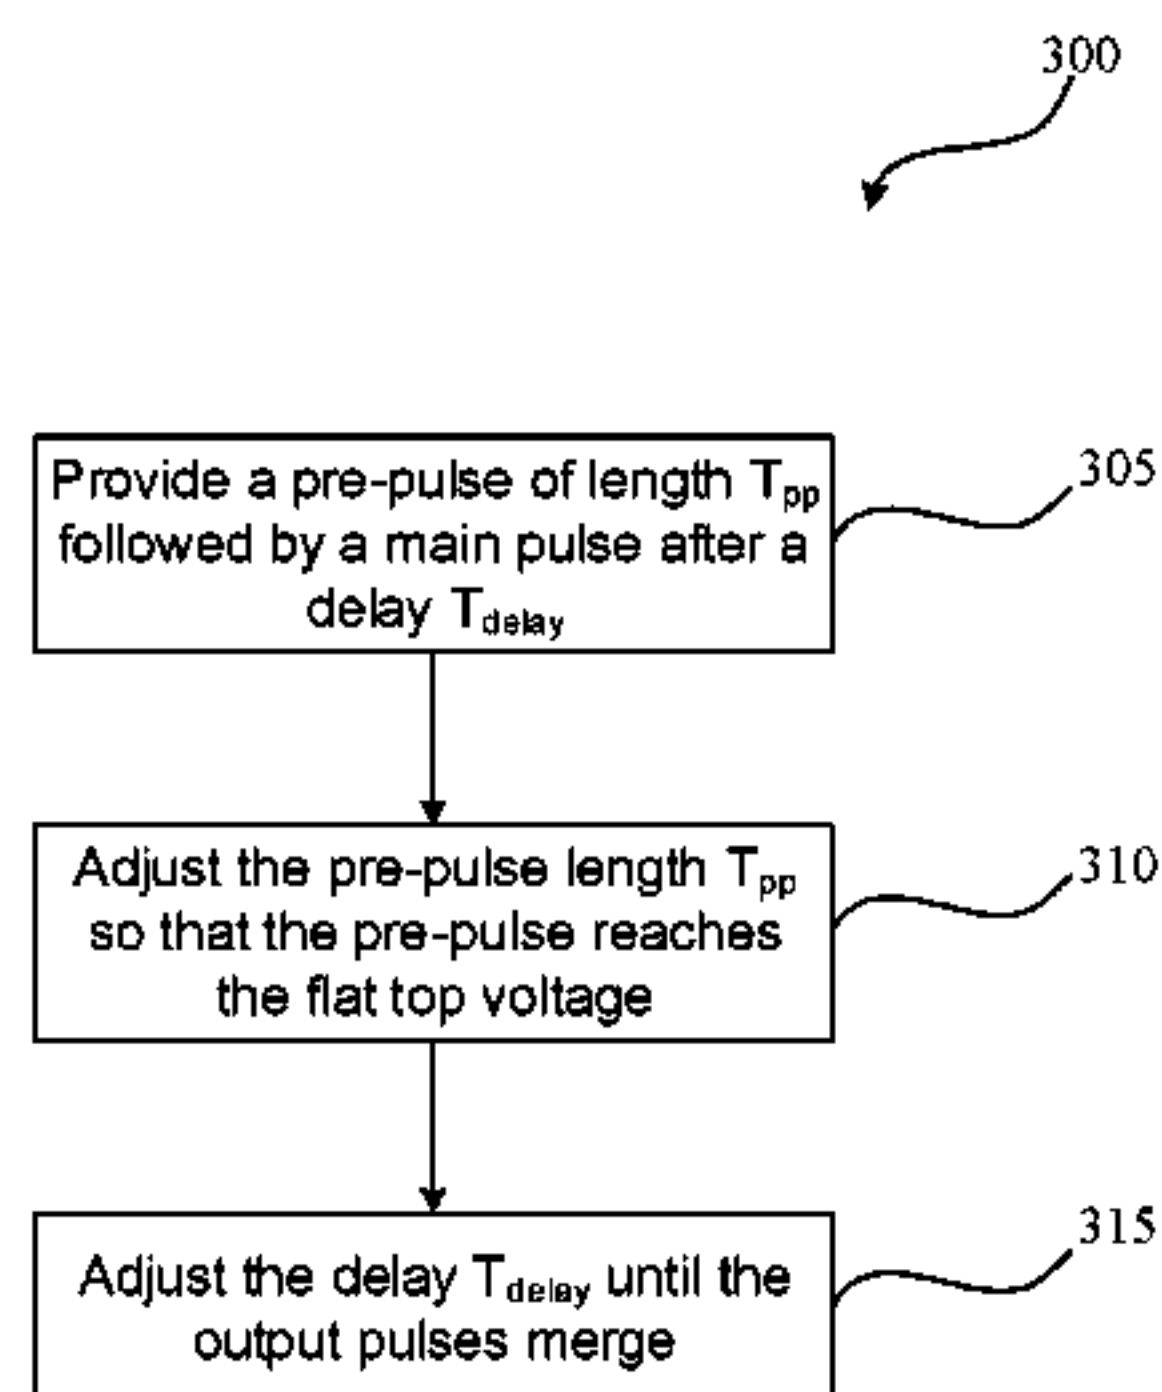 300
Provide a pre-pulse of length Tpp
followed by a main pulse after a
delay Tdelay
305
Adjust the pre-pulse length Tpp
so that the pre-pulse reaches
the flat top voltage
310
Adjust the delay Tdelay until the
output pulses merge
315